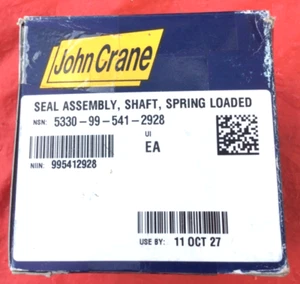 John Crane
SEAL ASSEMBLY, SHAFT, SPRING LOADED
NSN: 5330-99-541-2928
UI
EA
NIIN: 995412928
USE BY: 11 OCT 27